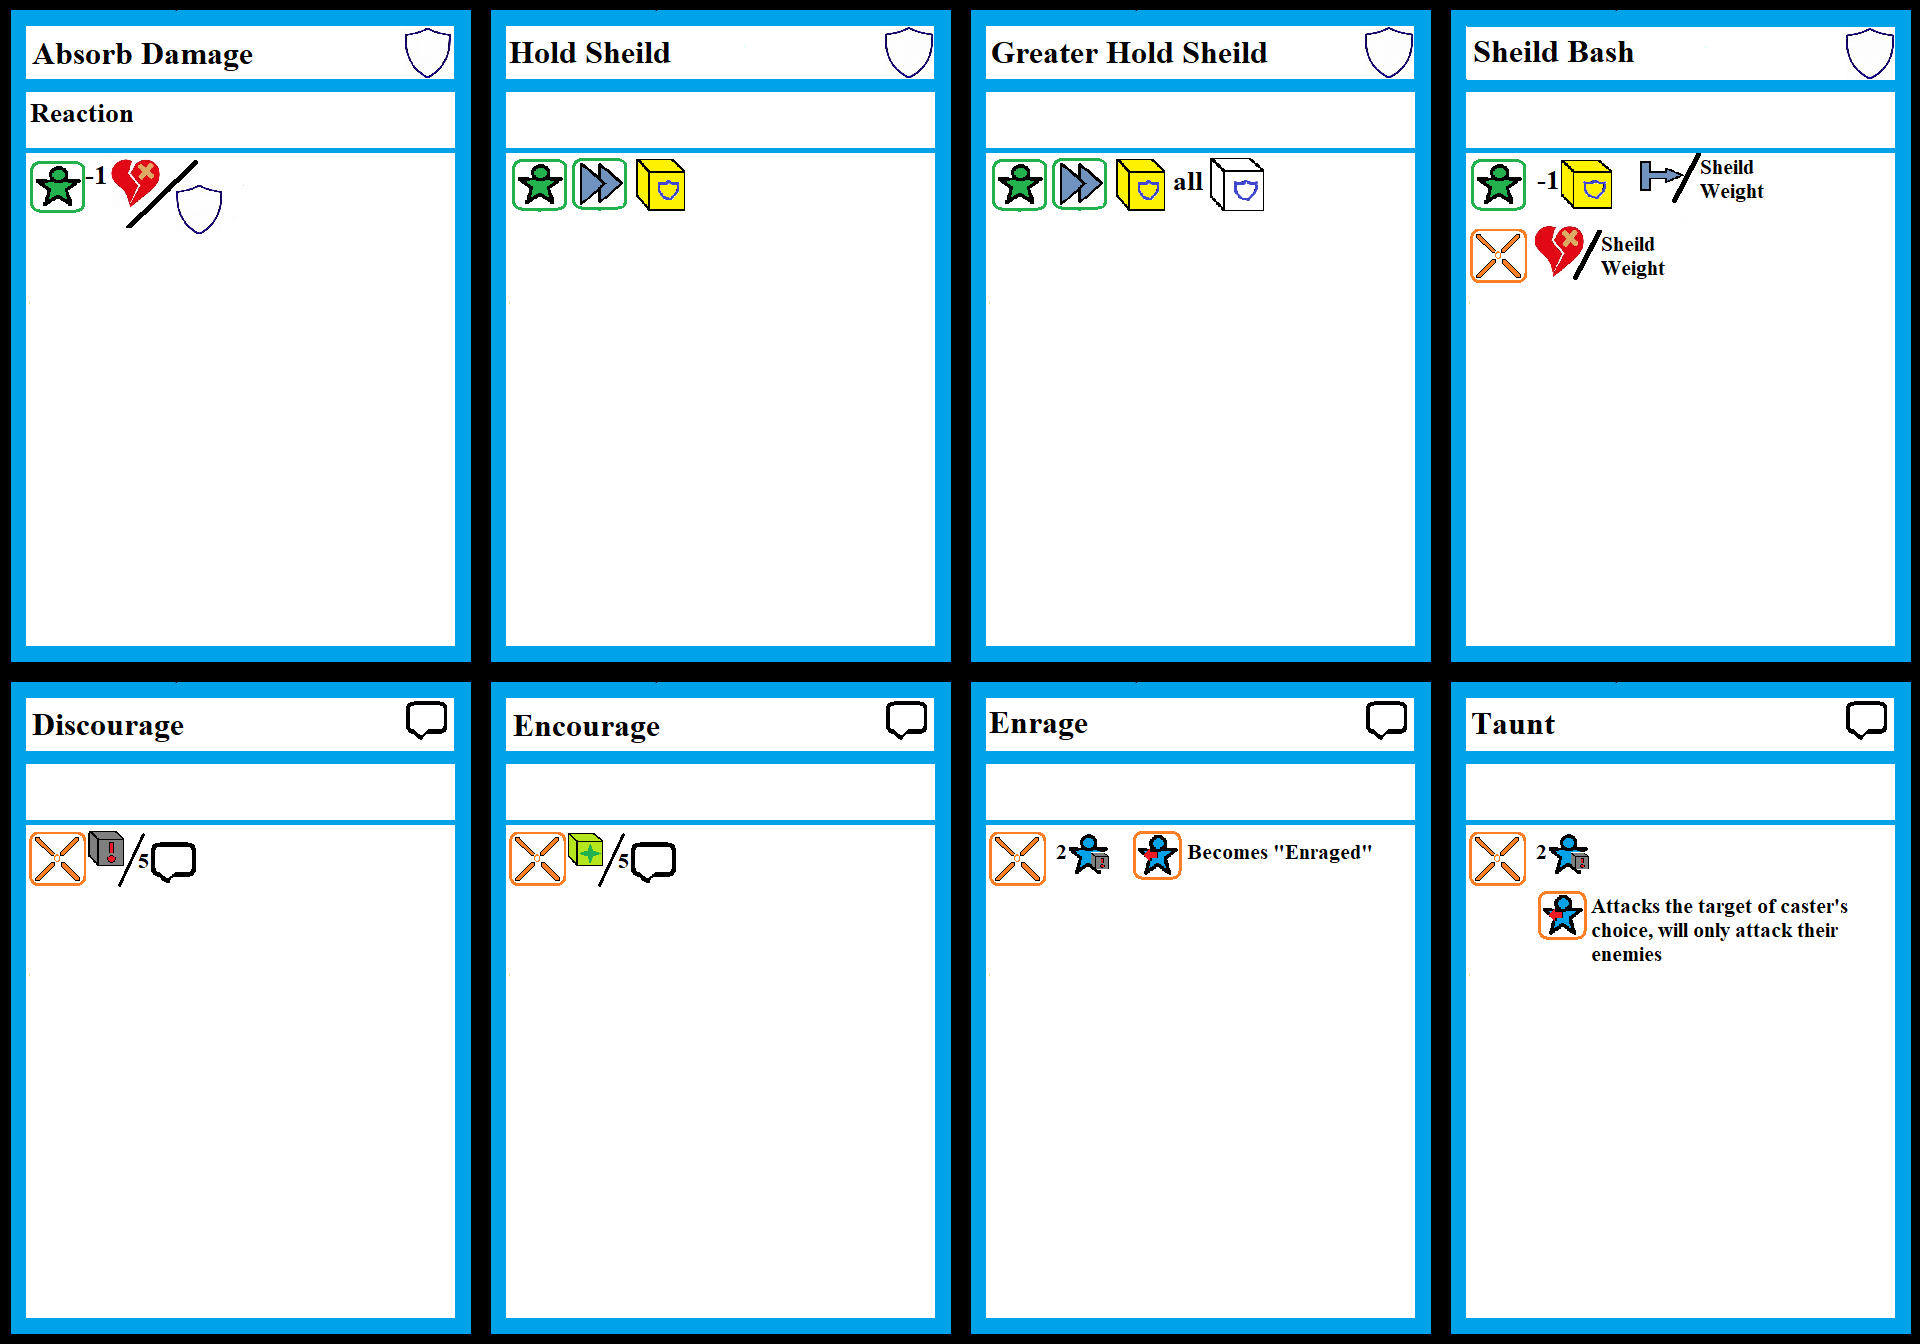 Absorb Damage
Reaction
-1
Hold Sheild
Greater Hold Sheild
all
Sheild Bash
-1
Sheild
Weight
Sheild
Weight
Discourage
5
Encourage
5
Enrage
2
Becomes "Enraged"
Taunt
2
Attacks the target of caster's
choice, will only attack their
enemies